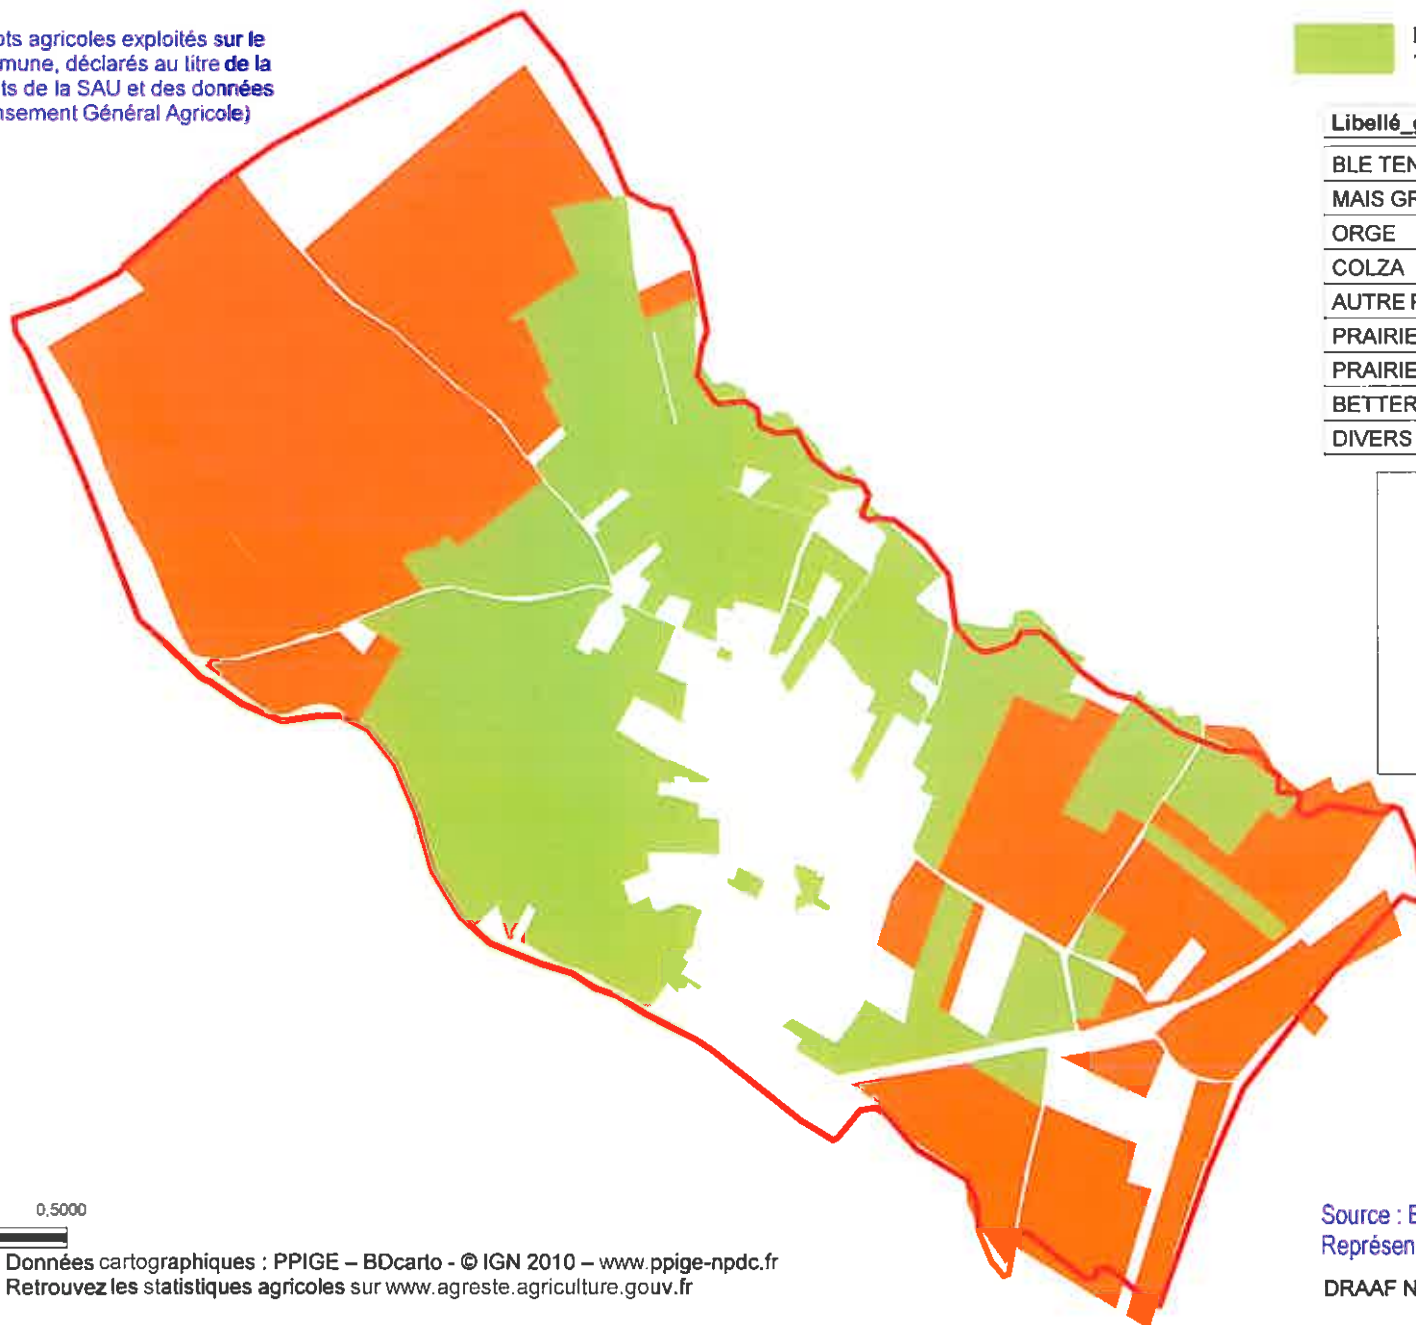 ots agricoles exploités sur le
mune, déclarés au titre de la
ts de la SAU et des données
nsement Général Agricole)
Libellé_
BLE TEN
MAIS GR
ORGE
COLZA
AUTRE
PRAIRIE
PRAIRIE
BETTER
DIVERS
0,5000
Données cartographiques : PPIGE – BDcarto - © IGN 2010 – www.ppige-npdc.fr
Retrouvez les statistiques agricoles sur www.agreste.agriculture.gouv.fr
Source :
Représen
DRAAF N